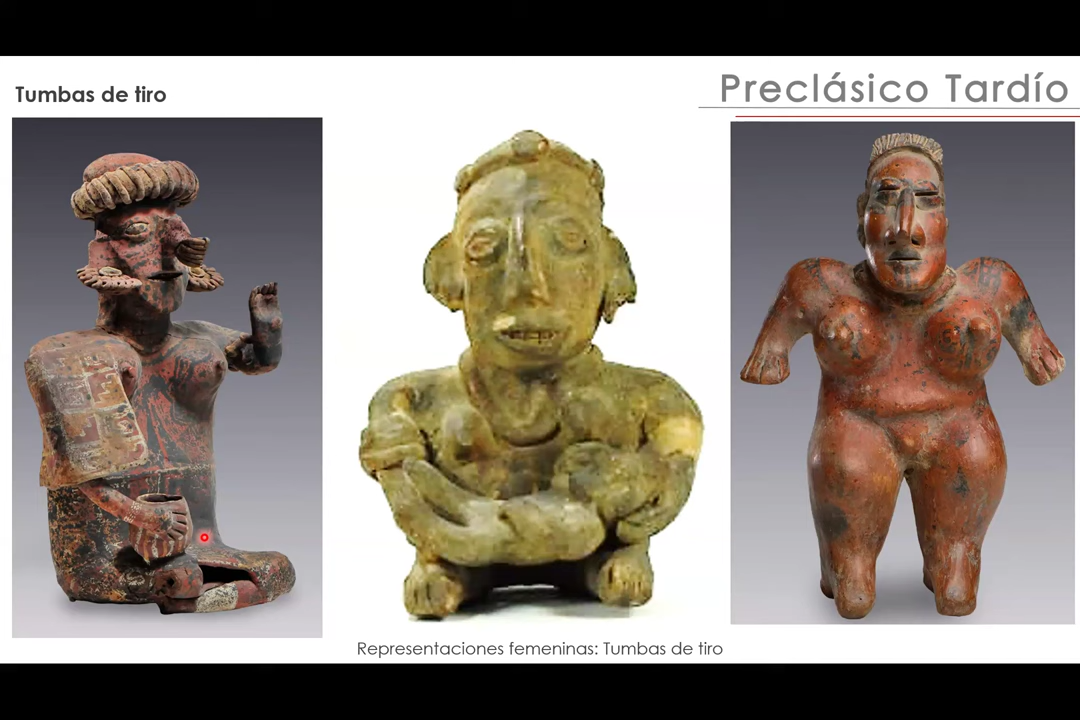 Tumbas de tiro
Preclásico Tardío
Representaciones femeninas: Tumbas de tiro